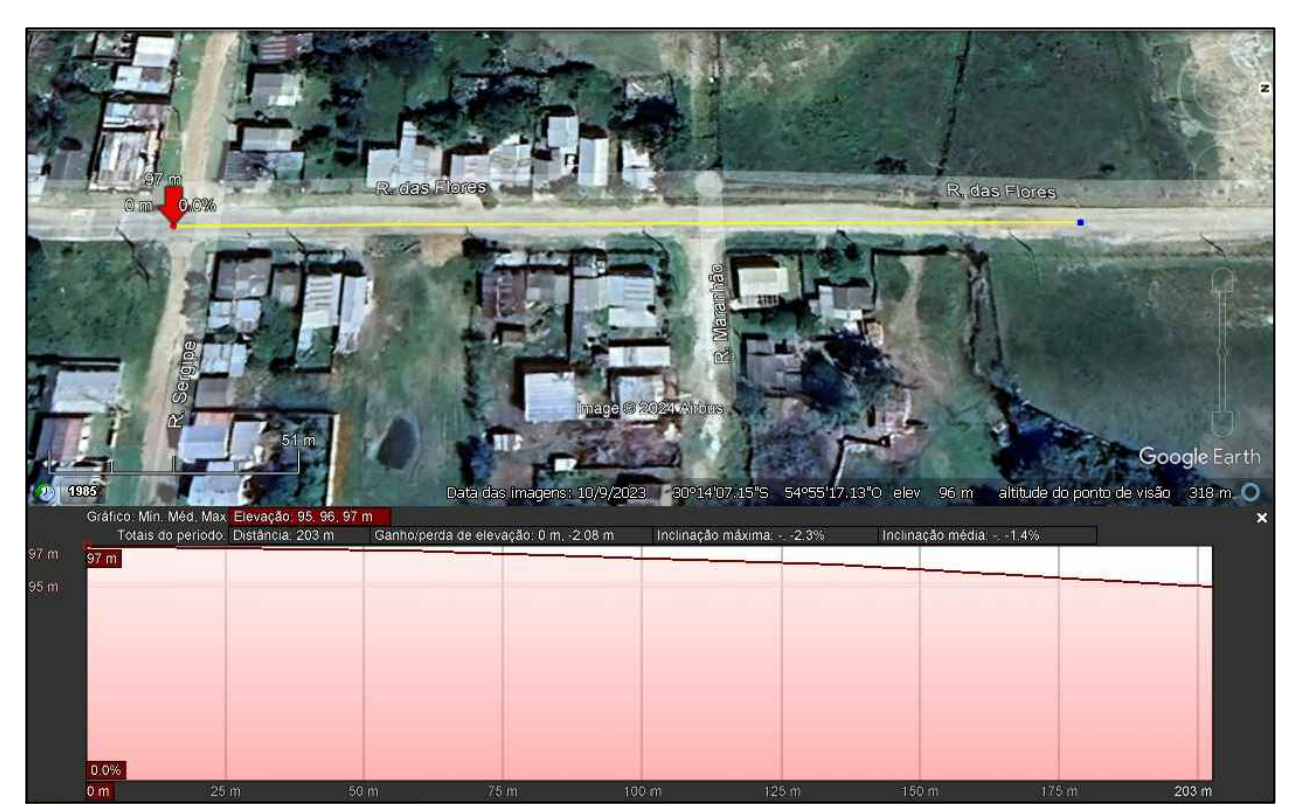 N
97 m
R. das Flores
R. das Flores
0 m 0.0%
R. Maranhão
R. Sergipe
Image © 2024 Airbus
51 m
Google Earth
1985
Data das imagens: 10/9/2023 30°14'07.15"S 54°55'17.13"O elev 96 m altitude do ponto de visão 318 m
Gráfico: Mín. Méd. Max Elevação: 95, 96, 97 m
Totais do período: Distância: 203 m Ganho/perda de elevação: 0 m, -2.08 m Inclinação máxima: -, -2.3% Inclinação média: -, -1.4%
97 m
97 m
95 m
0.0%
0 m 25 m 50 m 75 m 100 m 125 m 150 m 175 m 203 m